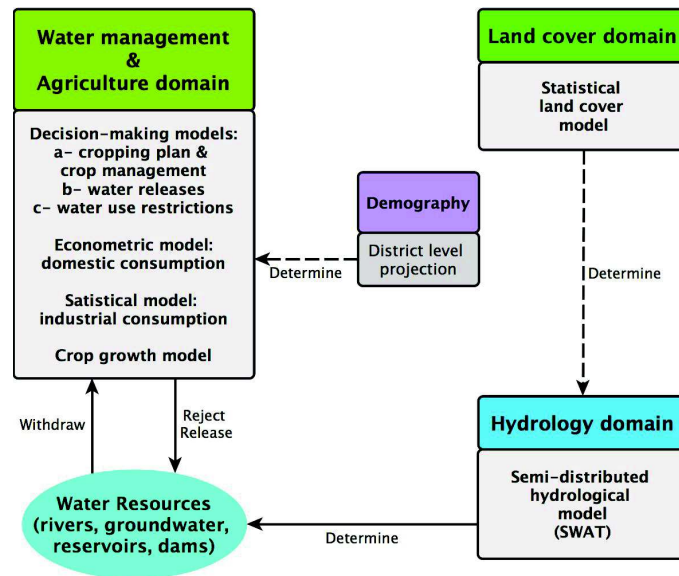 Water management
&
Agriculture domain
Decision-making models:
a- cropping plan &
crop management
b- water releases
c- water use restrictions
Econometric model:
domestic consumption
Satistical model:
industrial consumption
Crop growth model
Land cover domain
Statistical
land cover
model
Demography
District level
projection
Determine
Determine
Withdraw
Reject
Release
Hydrology domain
Semi-distributed
hydrological
model
(SWAT)
Water Resources
(rivers, groundwater,
reservoirs, dams)
Determine